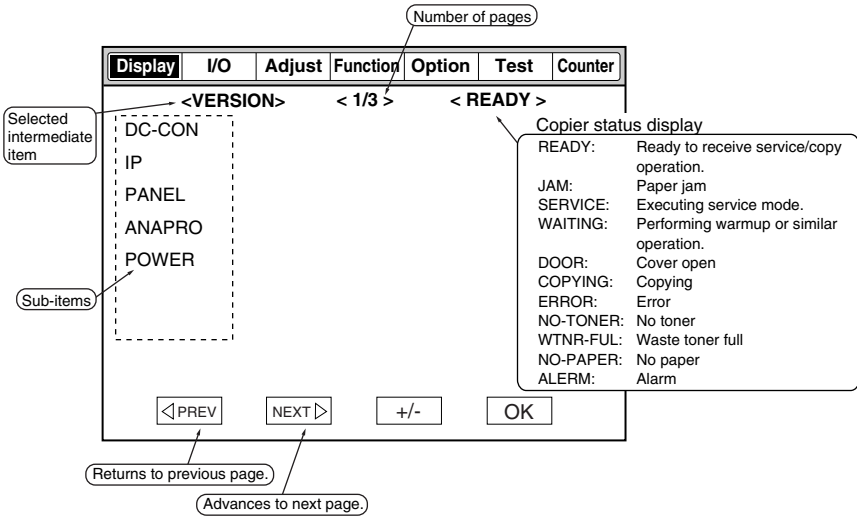 Number of pages
Display I/O Adjust Function Option Test Counter
<VERSION> < 1/3 > < READY >
Selected
intermediate
item
DC-CON
IP
PANEL
ANAPRO
POWER
Sub-items
Copier status display
READY: Ready to receive service/copy
operation.
JAM: Paper jam
SERVICE: Executing service mode.
WAITING: Performing warmup or similar
operation.
DOOR: Cover open
COPYING: Copying
ERROR: Error
NO-TONER: No toner
WTNR-FUL: Waste toner full
NO-PAPER: No paper
ALERM: Alarm
PREV NEXT +/- OK
Returns to previous page.
Advances to next page.